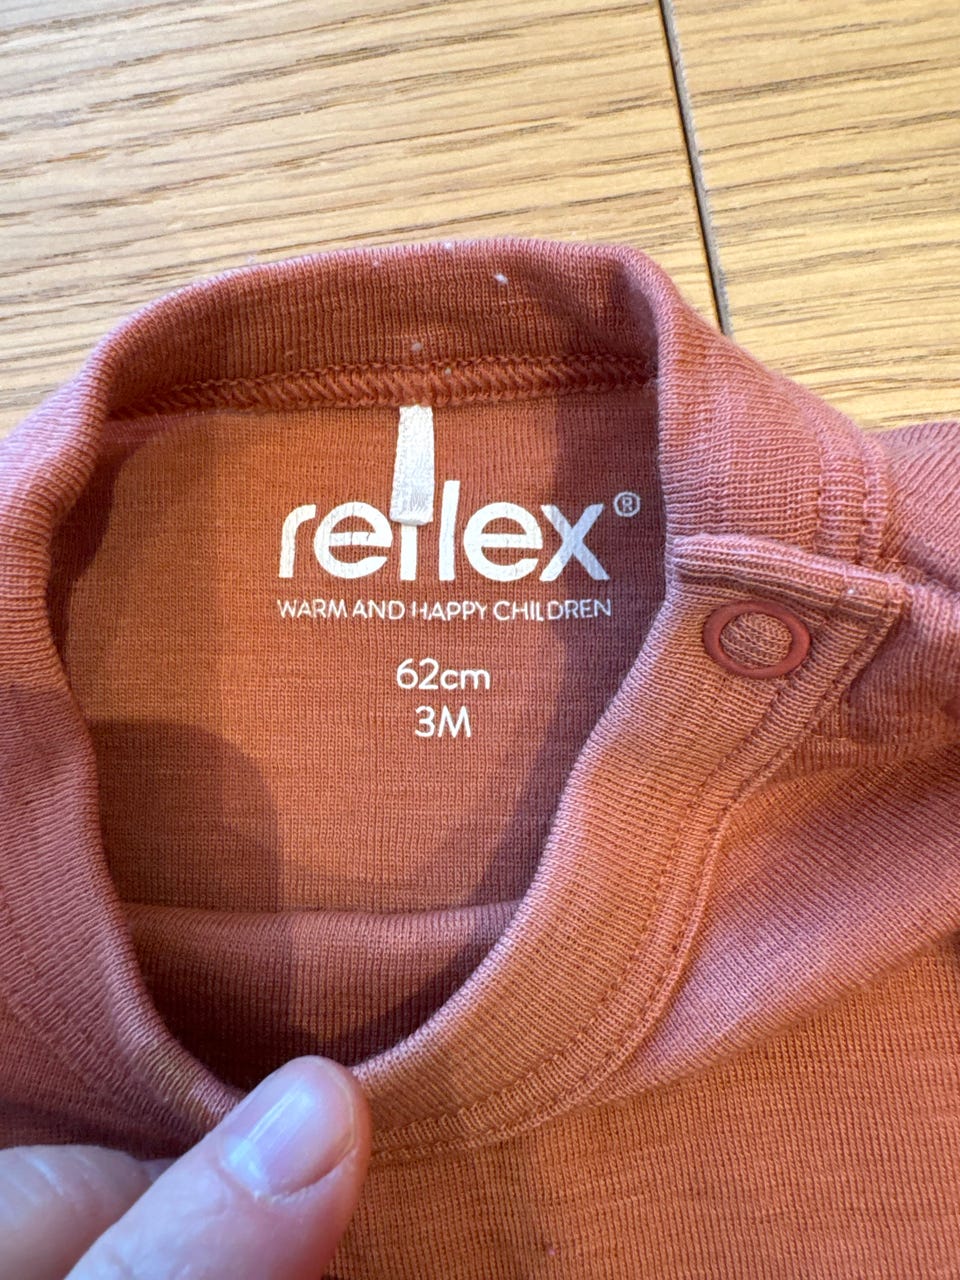 reflex®
WARM AND HAPPY CHILDREN
62cm
3M